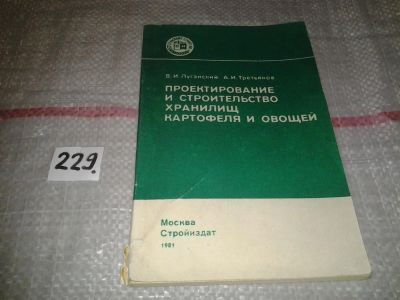 В. И. Луганский А. И. Третьяков
ПРОЕКТИРОВАНИЕ
И СТРОИТЕЛЬСТВО
ХРАНИЛИЩ
КАРТОФЕЛЯ И ОВОЩЕЙ
229.
Москва
Стройиздат
1981